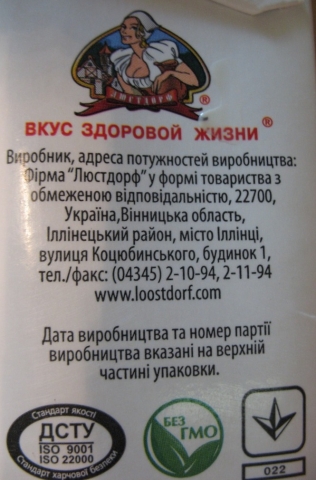 ЛЮСТДОРФ ®
ВКУС ЗДОРОВОЙ ЖИЗНИ ®
Виробник, адреса потужностей виробництва:
Фірма "Люстдорф" у формі товариства з
обмеженою відповідальністю, 22700,
Україна,Вінницька область,
Іллінецький район, місто Іллінці,
вулиця Коцюбинського, будинок 1,
тел./факс: (04345) 2-10-94, 2-11-94
www.loostdorf.com
Дата виробництва та номер партії
виробництва вказані на верхній
частині упаковки.
Стандарт якості
ДСТУ
ISO 9001
ISO 22000
Стандарт харчової безпеки
БЕЗ
ГМО
022